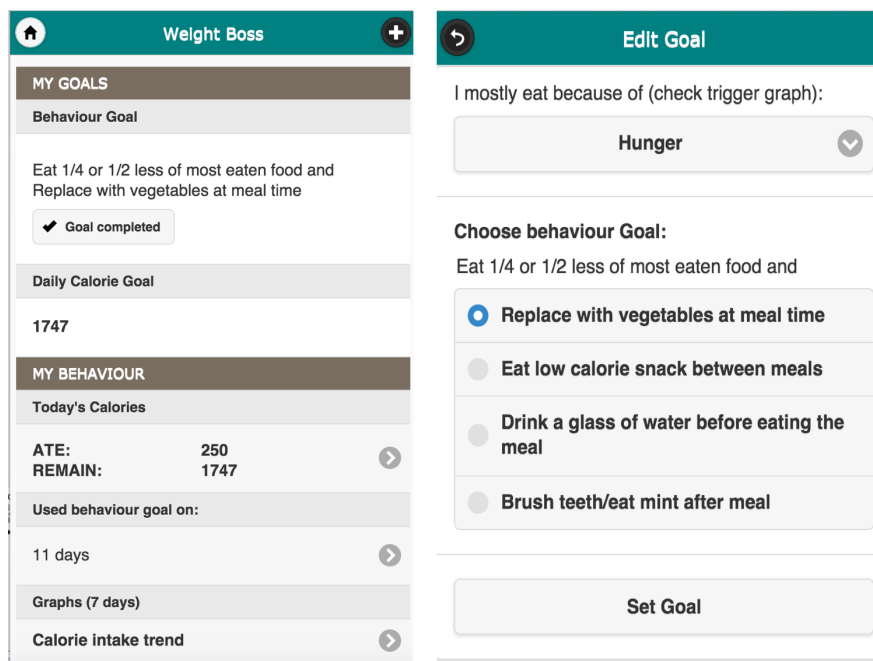 Weight Boss
MY GOALS
Behaviour Goal
Eat 1/4 or 1/2 less of most eaten food and
Replace with vegetables at meal time
Goal completed
Daily Calorie Goal
1747
MY BEHAVIOUR
Today's Calories
ATE: 250
REMAIN: 1747
Used behaviour goal on:
11 days
Graphs (7 days)
Calorie intake trend
Edit Goal
I mostly eat because of (check trigger graph):
Hunger
Choose behaviour Goal:
Eat 1/4 or 1/2 less of most eaten food and
Replace with vegetables at meal time
Eat low calorie snack between meals
Drink a glass of water before eating the
meal
Brush teeth/eat mint after meal
Set Goal